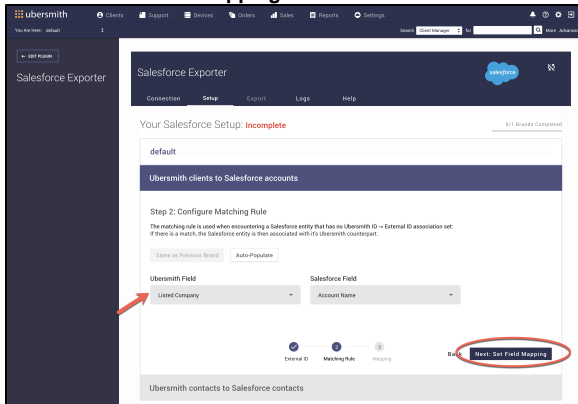 pping
ubersmith Clients Support Devices Orders Sales Reports Settings
You Are Here: default Search Client Manager for More Advanced
← EDIT PLUGIN
Salesforce Exporter
Salesforce Exporter
salesforce
Connection Setup Export Logs Help
Your Salesforce Setup: Incomplete
0/1 Brands Completed
default
Ubersmith clients to Salesforce accounts
Step 2: Configure Matching Rule
The matching rule is used when encountering a Salesforce entity that has no Ubersmith ID -> External ID association set:
If there is a match, the Salesforce entity is then associated with it's Ubersmith counterpart.
Same as Previous Brand Auto-Populate
Ubersmith Field Salesforce Field
Listed Company Account Name
2 3
External ID Matching Rule Mapping
Back Next: Set Field Mapping
Ubersmith contacts to Salesforce contacts